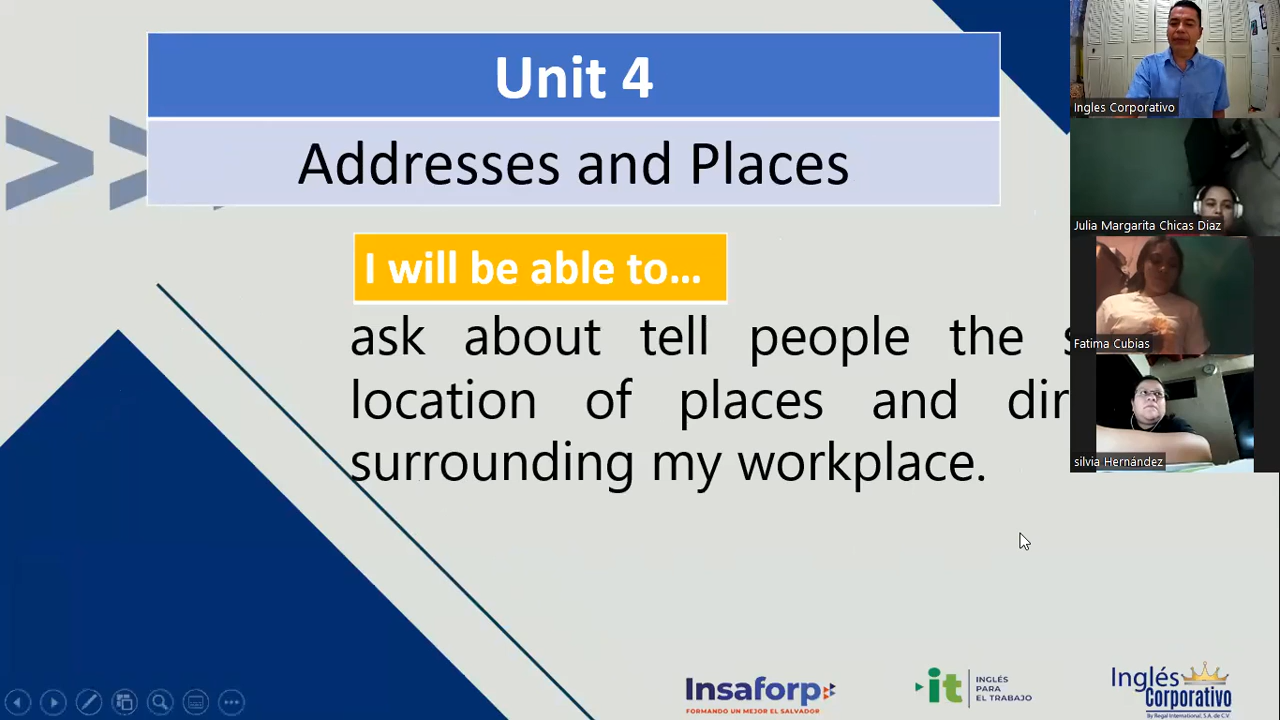 Unit 4
Addresses and Places
I will be able to...
ask about tell people the
location of places and
surrounding my workplace.
Ingles Corporativo
Julia Margarita Chicas Diaz
Fatima Cubias
silvia Hernández
Insaforp
FORMANDO UN MEJOR EL SALVADOR
it
INGLÉS
PARA
EL TRABAJO
Inglés
Corporativo
By Regal International, S.A. de C.V.